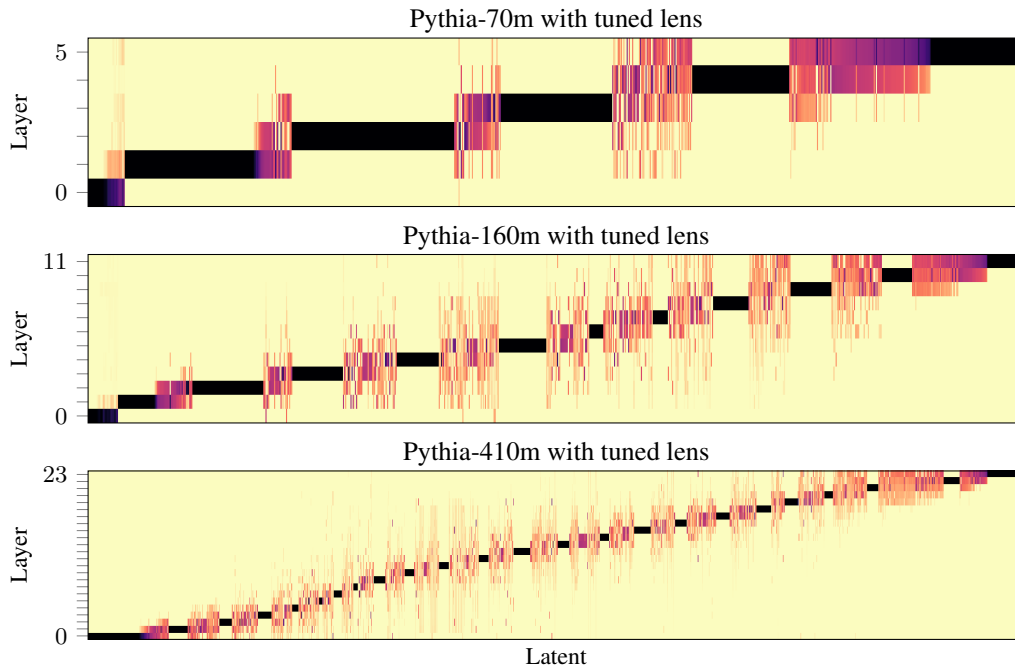 Pythia-70m with tuned lens
5
Layer
0
Pythia-160m with tuned lens
11
Layer
0
Pythia-410m with tuned lens
23
Layer
0
Latent